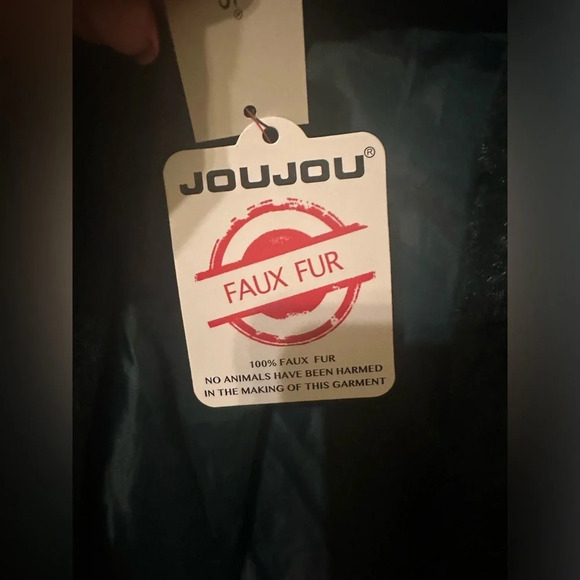 JOUJOU®
FAUX FUR
100% FAUX FUR
NO ANIMALS HAVE BEEN HARMED
IN THE MAKING OF THIS GARMENT